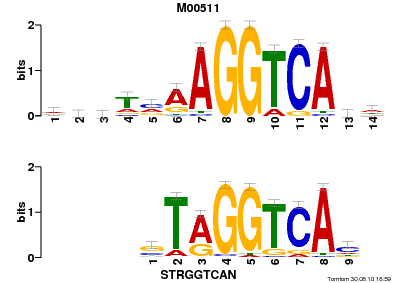 M00511
2
1
0
bits
1 2 3 4 5 6 7 8 9 10 11 12 13 14
TAAAGGTCA
2
1
0
bits
1 2 3 4 5 6 7 8 9
STAGGTCAC
STRGGTCAN
Tomtom 30.08.10 18:59